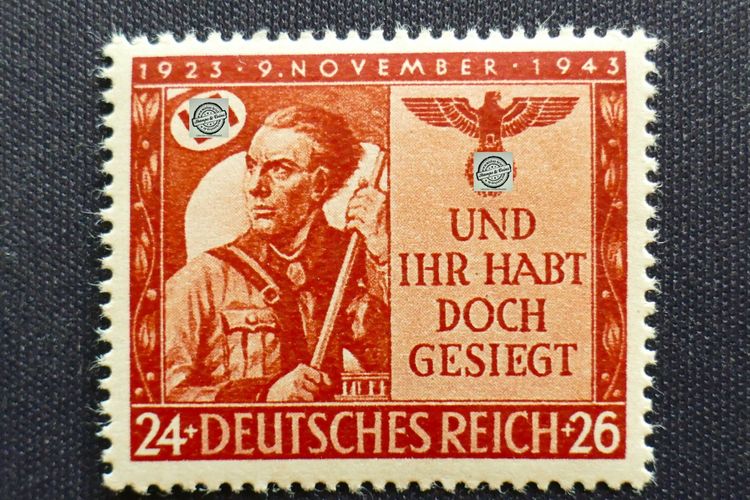 1923 · 9. NOVEMBER · 1943
UND
IHR HABT
DOCH
GESIEGT
24+ DEUTSCHES REICH +26